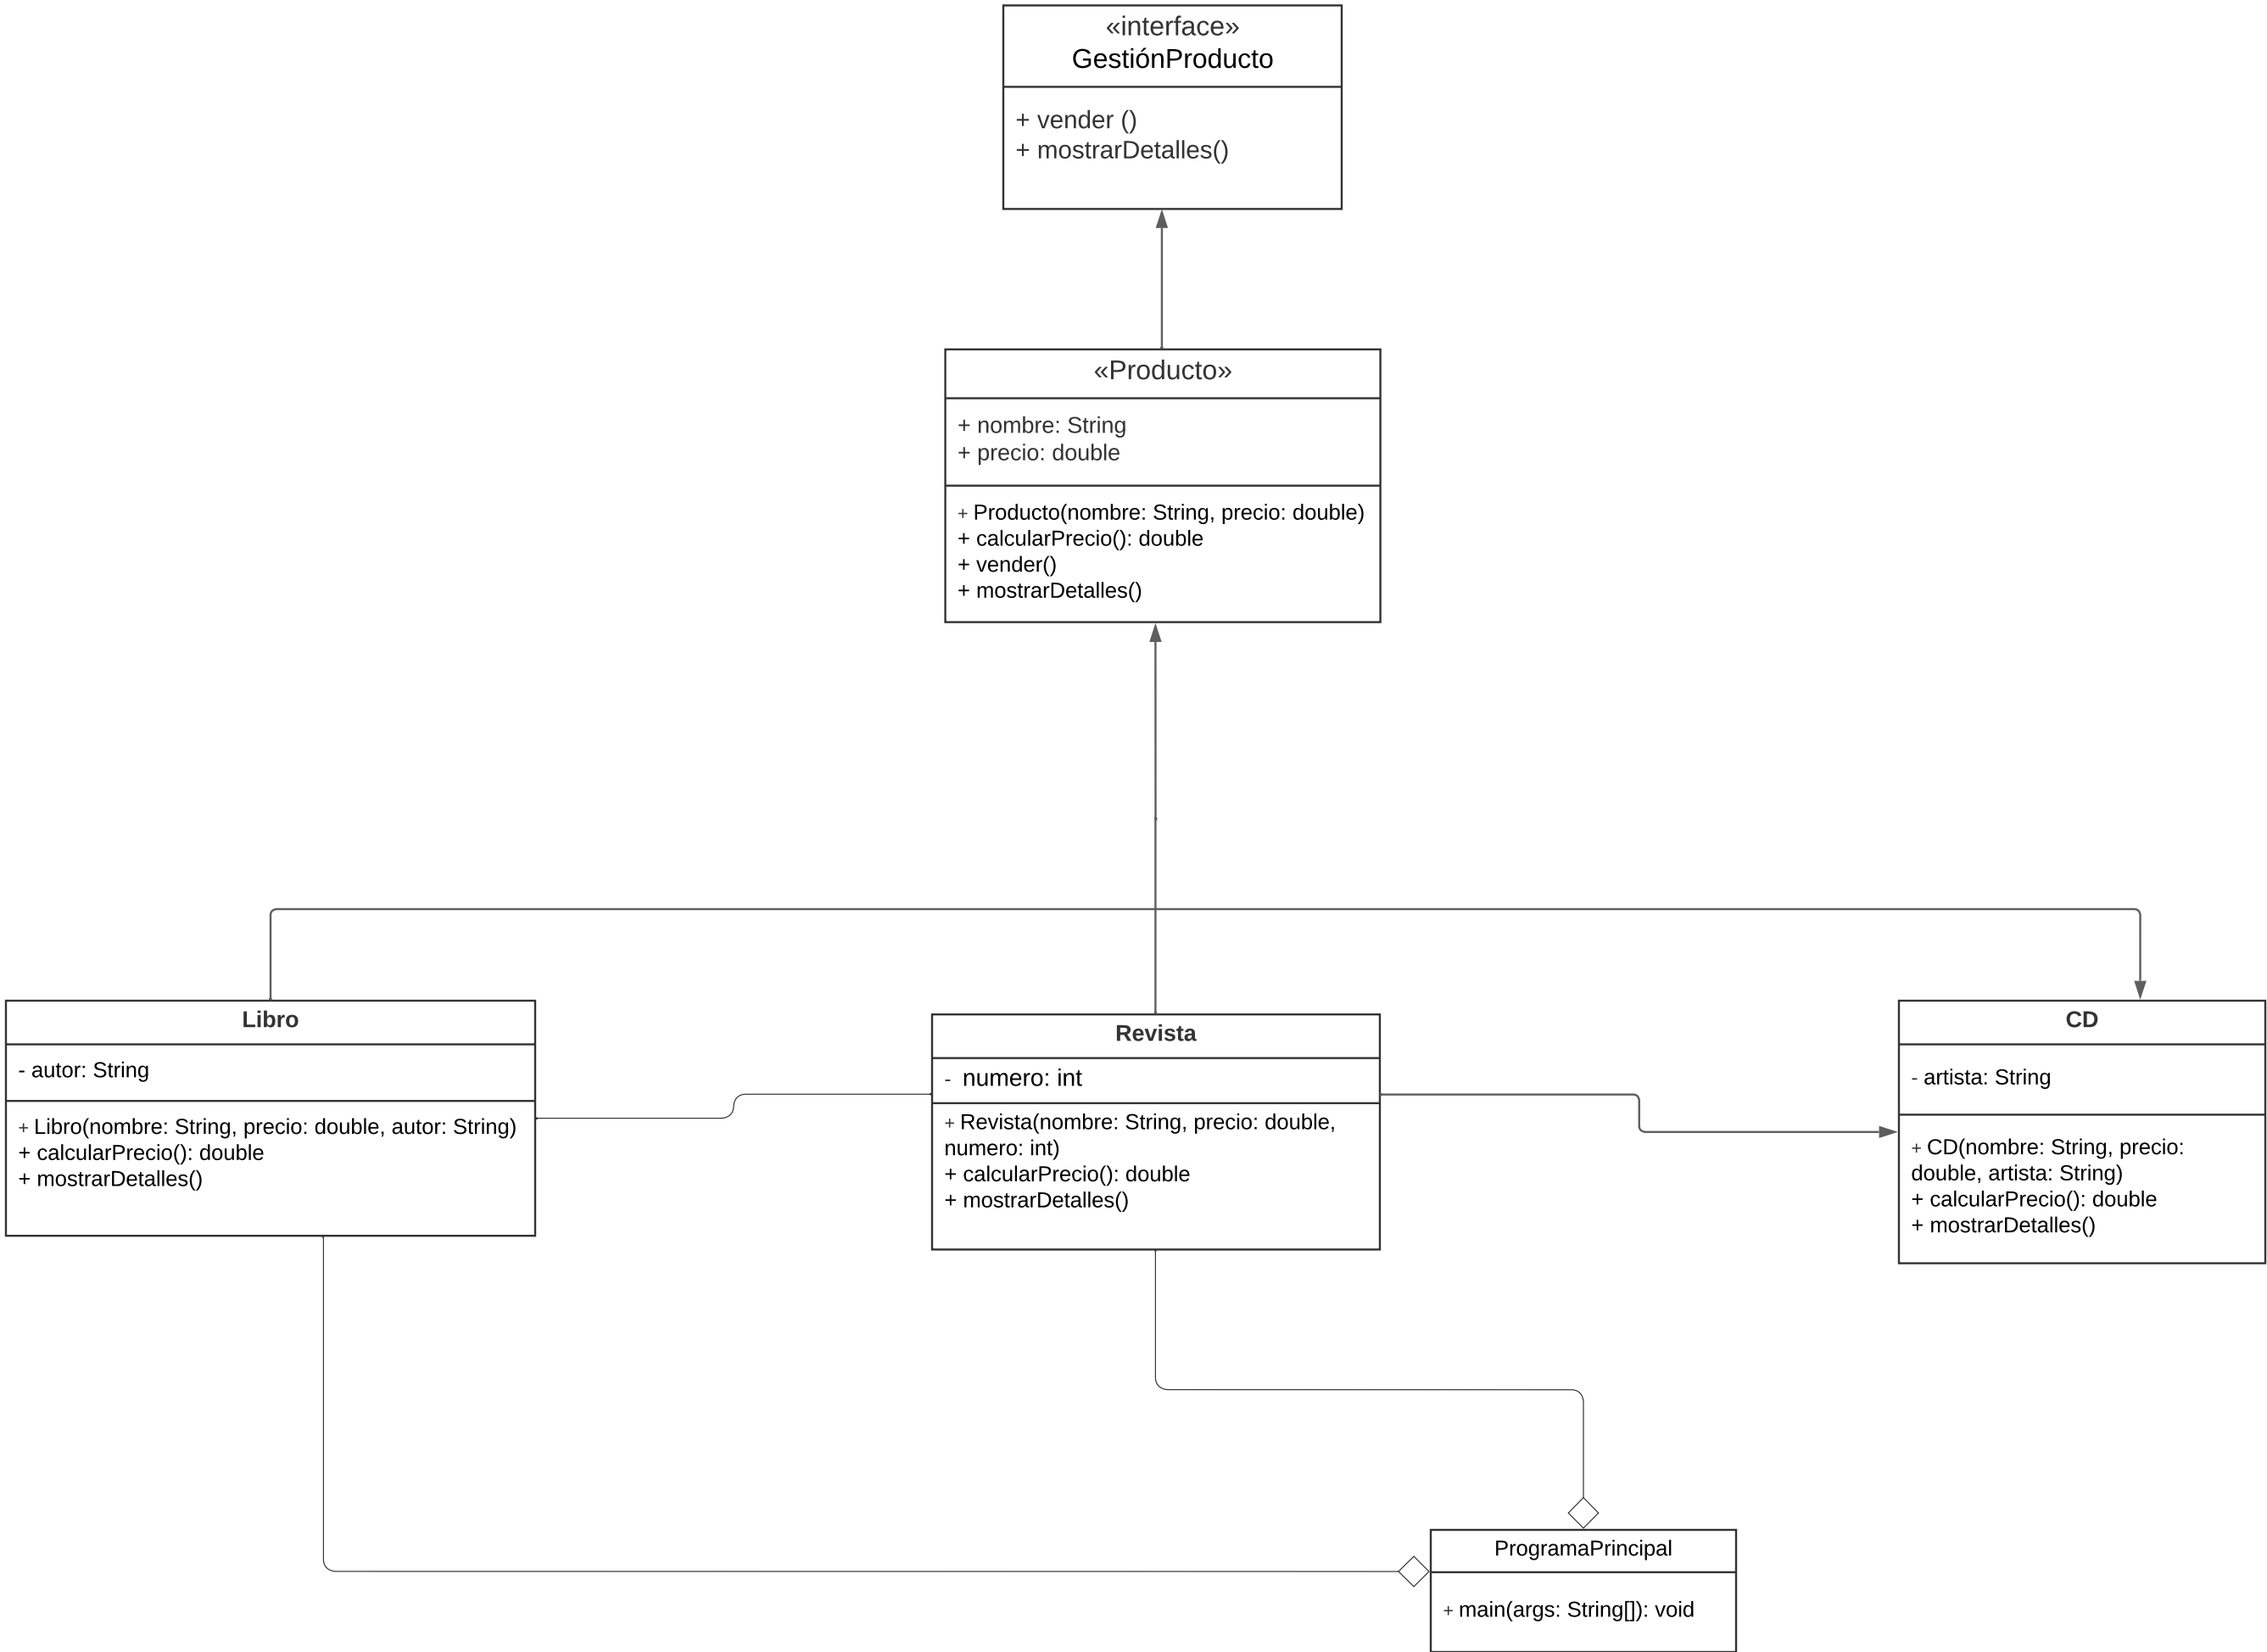 «interface»
GestiónProducto
+ vender ()
+ mostrarDetalles()
«Producto»
+ nombre: String
+ precio: double
+ Producto(nombre: String, precio: double)
+ calcularPrecio(): double
+ vender()
+ mostrarDetalles()
Libro
- autor: String
+ Libro(nombre: String, precio: double, autor: String)
+ calcularPrecio(): double
+ mostrarDetalles()
Revista
- numero: int
+ Revista(nombre: String, precio: double,
numero: int)
+ calcularPrecio(): double
+ mostrarDetalles()
CD
- artista: String
+ CD(nombre: String, precio:
double, artista: String)
+ calcularPrecio(): double
+ mostrarDetalles()
ProgramaPrincipal
+ main(args: String[]): void